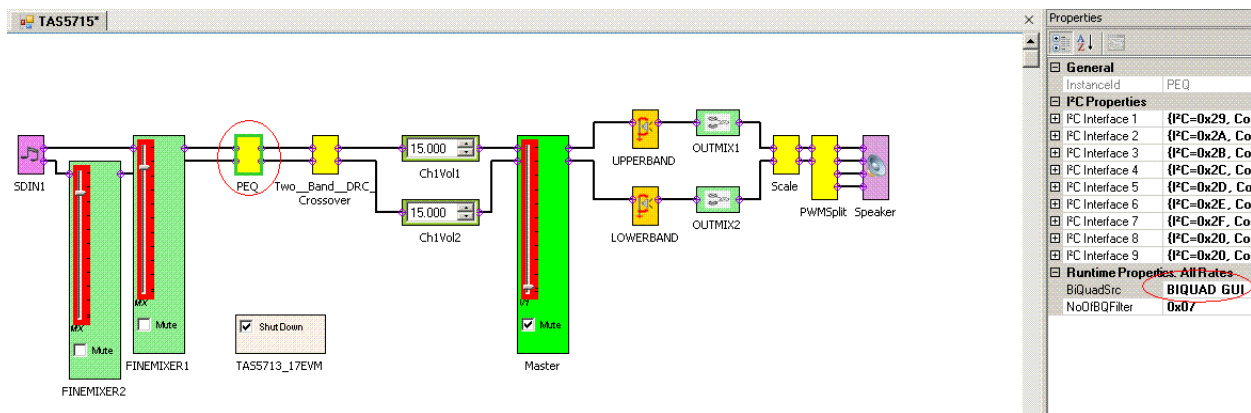 TAS5715*
SDIN1
MX
Mute
FINEMIXER2
MX
Mute
FINEMIXER1
PEQ
Two__Band__DRC_
Crossover
Shut Down
TAS5713_17EVM
15.000
Ch1Vol1
15.000
Ch1Vol2
Mute
Master
UPPERBAND
OUTMIX1
LOWERBAND
OUTMIX2
Scale
PWMSplit
Speaker
Properties
General
InstanceId PEQ
I²C Properties
I²C Interface 1 {I²C=0x29, Co
I²C Interface 2 {I²C=0x2A, Co
I²C Interface 3 {I²C=0x2B, Co
I²C Interface 4 {I²C=0x2C, Co
I²C Interface 5 {I²C=0x2D, Co
I²C Interface 6 {I²C=0x2E, Co
I²C Interface 7 {I²C=0x2F, Co
I²C Interface 8 {I²C=0x20, Co
I²C Interface 9 {I²C=0x20, Co
Runtime Properties: All Rates
BiQuadSrc BIQUAD GUI
NoOfBQFilter 0x07